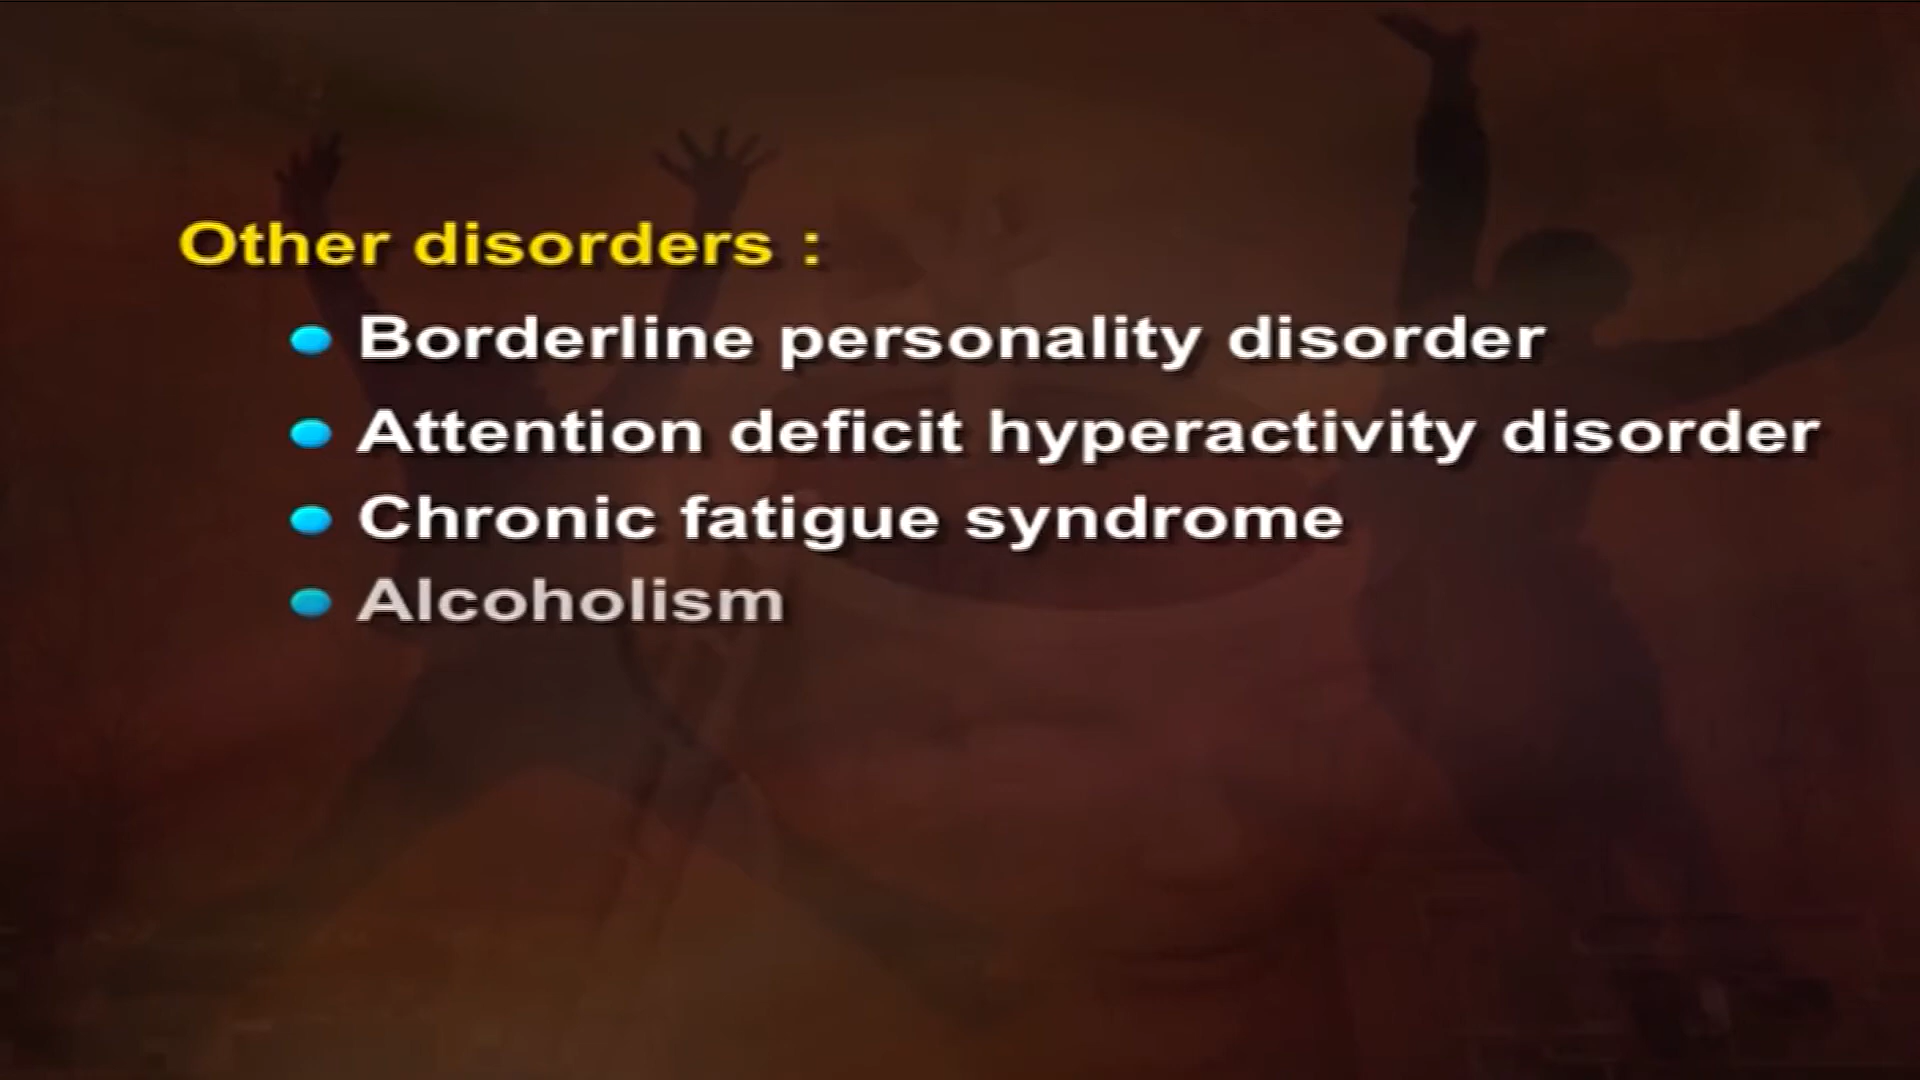 Other disorders :
Borderline personality disorder
Attention deficit hyperactivity disorder
Chronic fatigue syndrome
Alcoholism